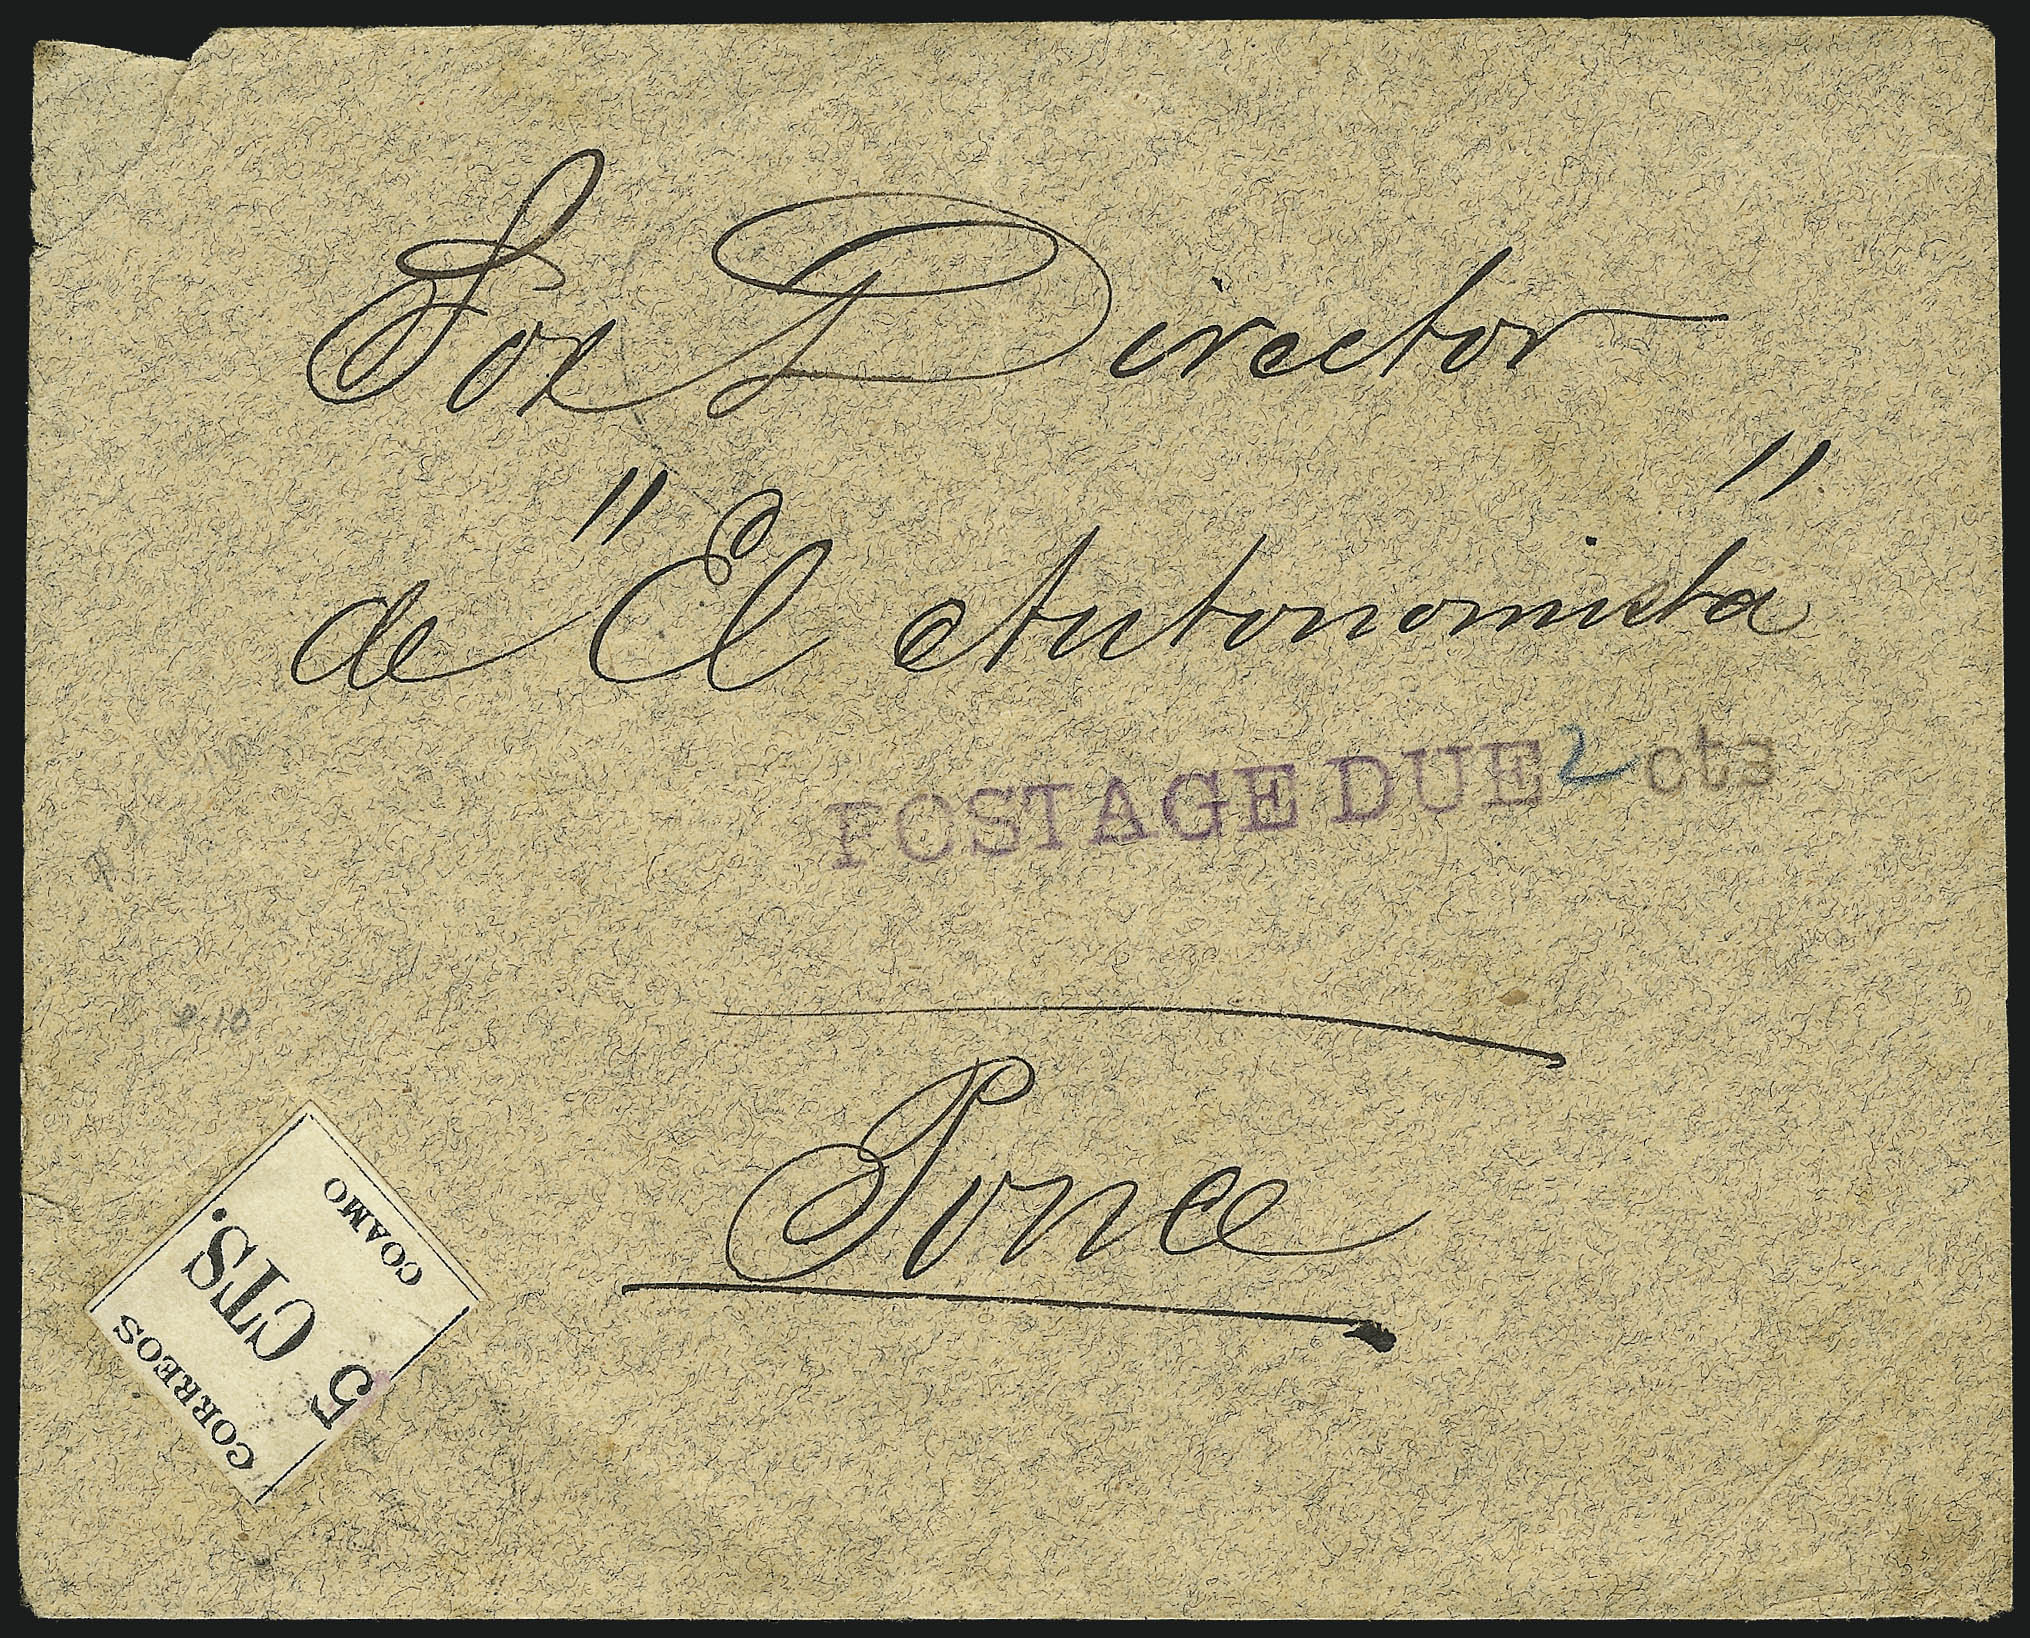 Sor Director
de "El Autonomista"
POSTAGE DUE 2 cts
Ponce
CORREOS
5 CTS.
COAMO